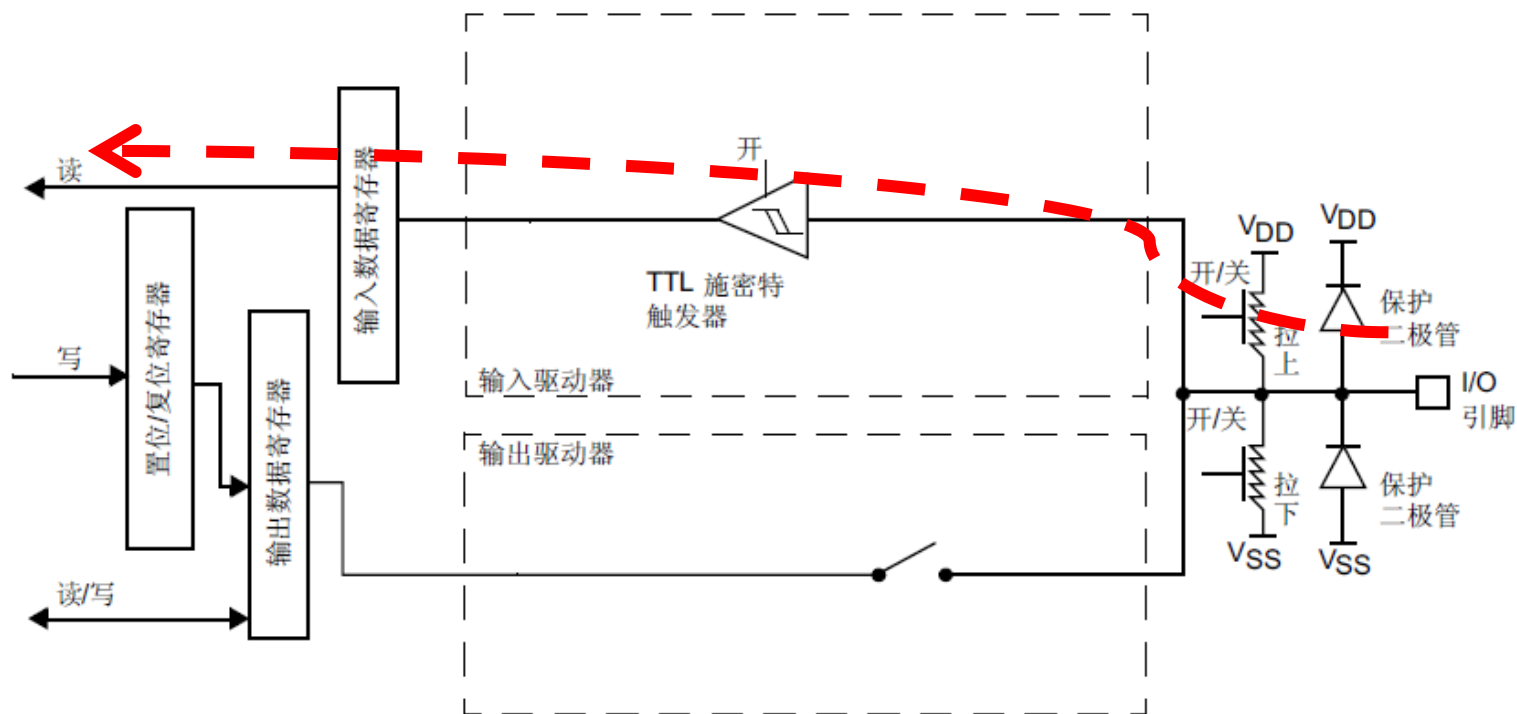 开
读
输入数据寄存器
TTL 施密特
触发器
VDD
VDD
开/关
保护
二极管
拉
上
置位/复位寄存器
写
输出数据寄存器
输入驱动器
I/O
引脚
开/关
输出驱动器
拉
下
保护
二极管
VSS
VSS
读/写